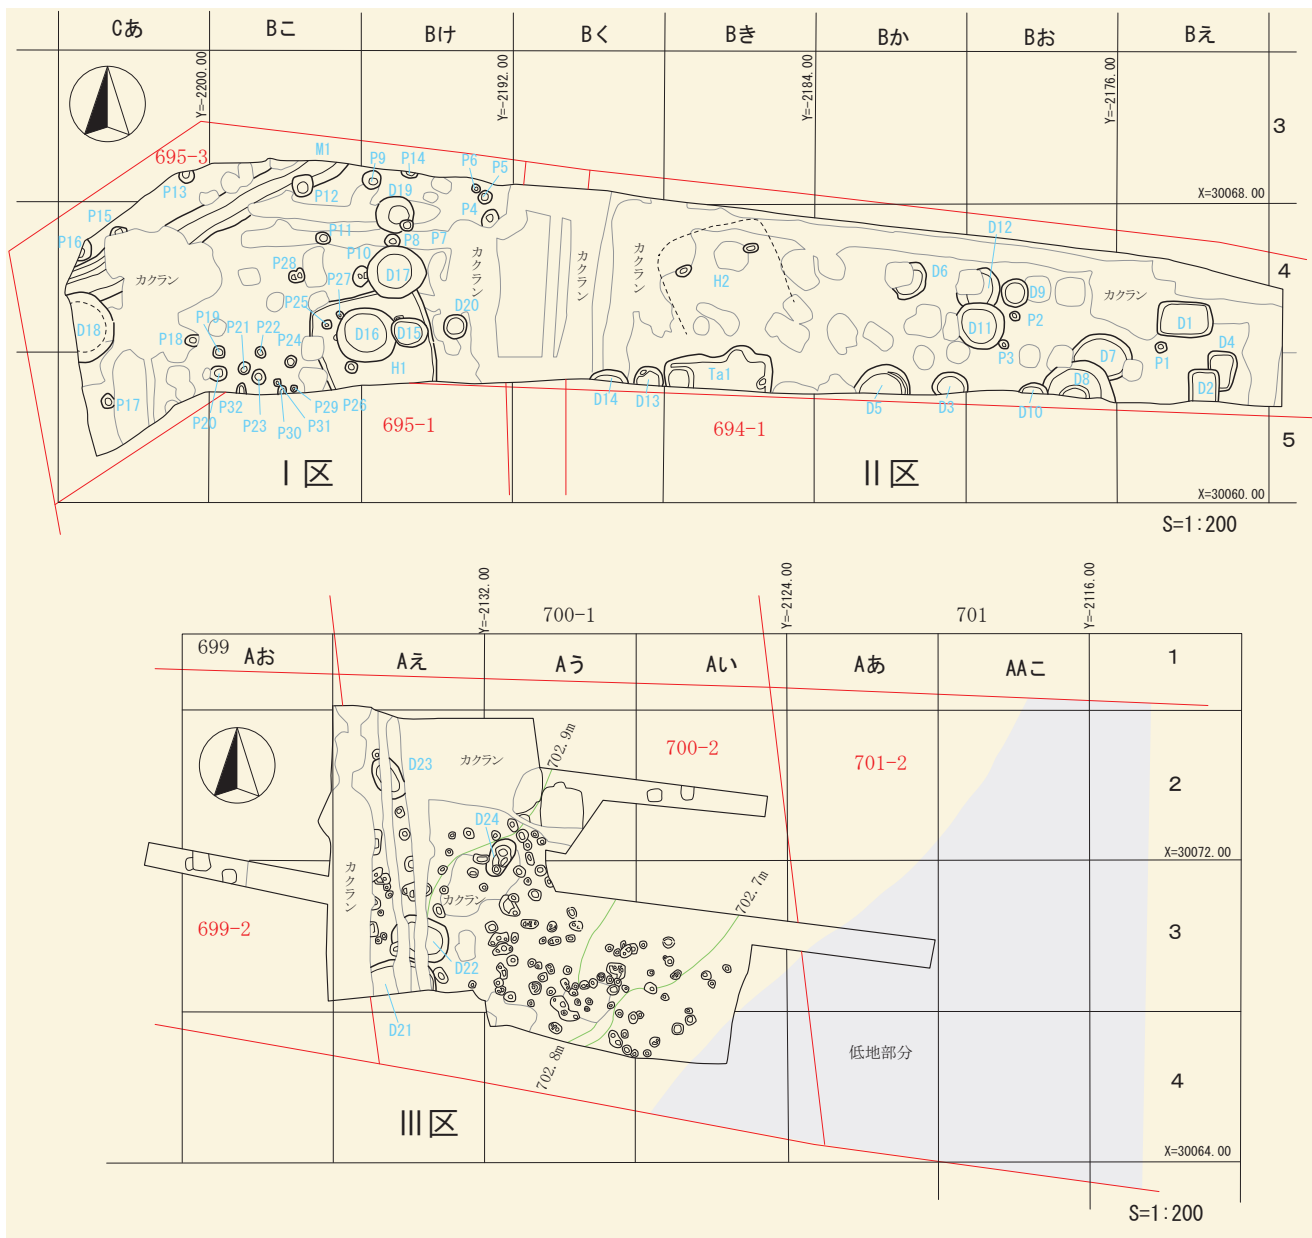 Cあ Bこ Bけ Bく Bき Bか Bお Bえ
Y=-2200.00 Y=-2192.00 Y=-2184.00 Y=-2176.00
3
695-3 M1 P9 P14 P6 P5
P13 P12 D19 P4
X=30068.00
P15 P11 P8 P7 D12
P16 P28 P10 D17 カクラン カクラン カクラン H2 D6 D9 カクラン 4
カクラン P27
P25 D20 P2 D1
D18 P19 P21 P22 P24 D16 D15 D11
P18 P3 D7 P1 D4
H1 Ta1 D8
P17 P32 P29 P26 D14 D13 D5 D3 D10 D2
P20 P23 P30 P31
695-1 694-1
5
I区 II区
X=30060.00
S=1:200
Y=-2132.00 Y=-2124.00 Y=-2116.00
700-1 701
699 Aお Aえ Aう Aい Aあ AAこ 1
702.9m
700-2 701-2
D23 カクラン
2
D24
X=30072.00
カクラン カクラン 702.7m
699-2 3
D22
D21
702.8m 低地部分
4
III区
X=30064.00
S=1:200